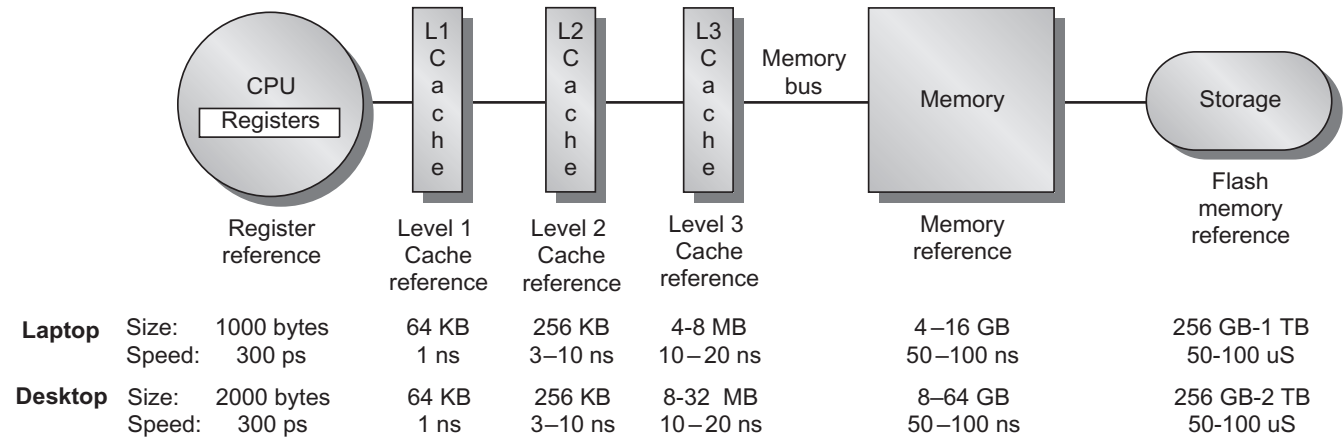 CPU
Registers
L1
C
a
c
h
e
L2
C
a
c
h
e
L3
C
a
c
h
e
Memory
bus
Memory
Storage
Register
reference
Level 1
Cache
reference
Level 2
Cache
reference
Level 3
Cache
reference
Memory
reference
Flash
memory
reference
Laptop Size: 1000 bytes 64 KB 256 KB 4-8 MB 4–16 GB 256 GB-1 TB
Speed: 300 ps 1 ns 3–10 ns 10–20 ns 50–100 ns 50-100 uS
Desktop Size: 2000 bytes 64 KB 256 KB 8-32 MB 8–64 GB 256 GB-2 TB
Speed: 300 ps 1 ns 3–10 ns 10–20 ns 50–100 ns 50-100 uS